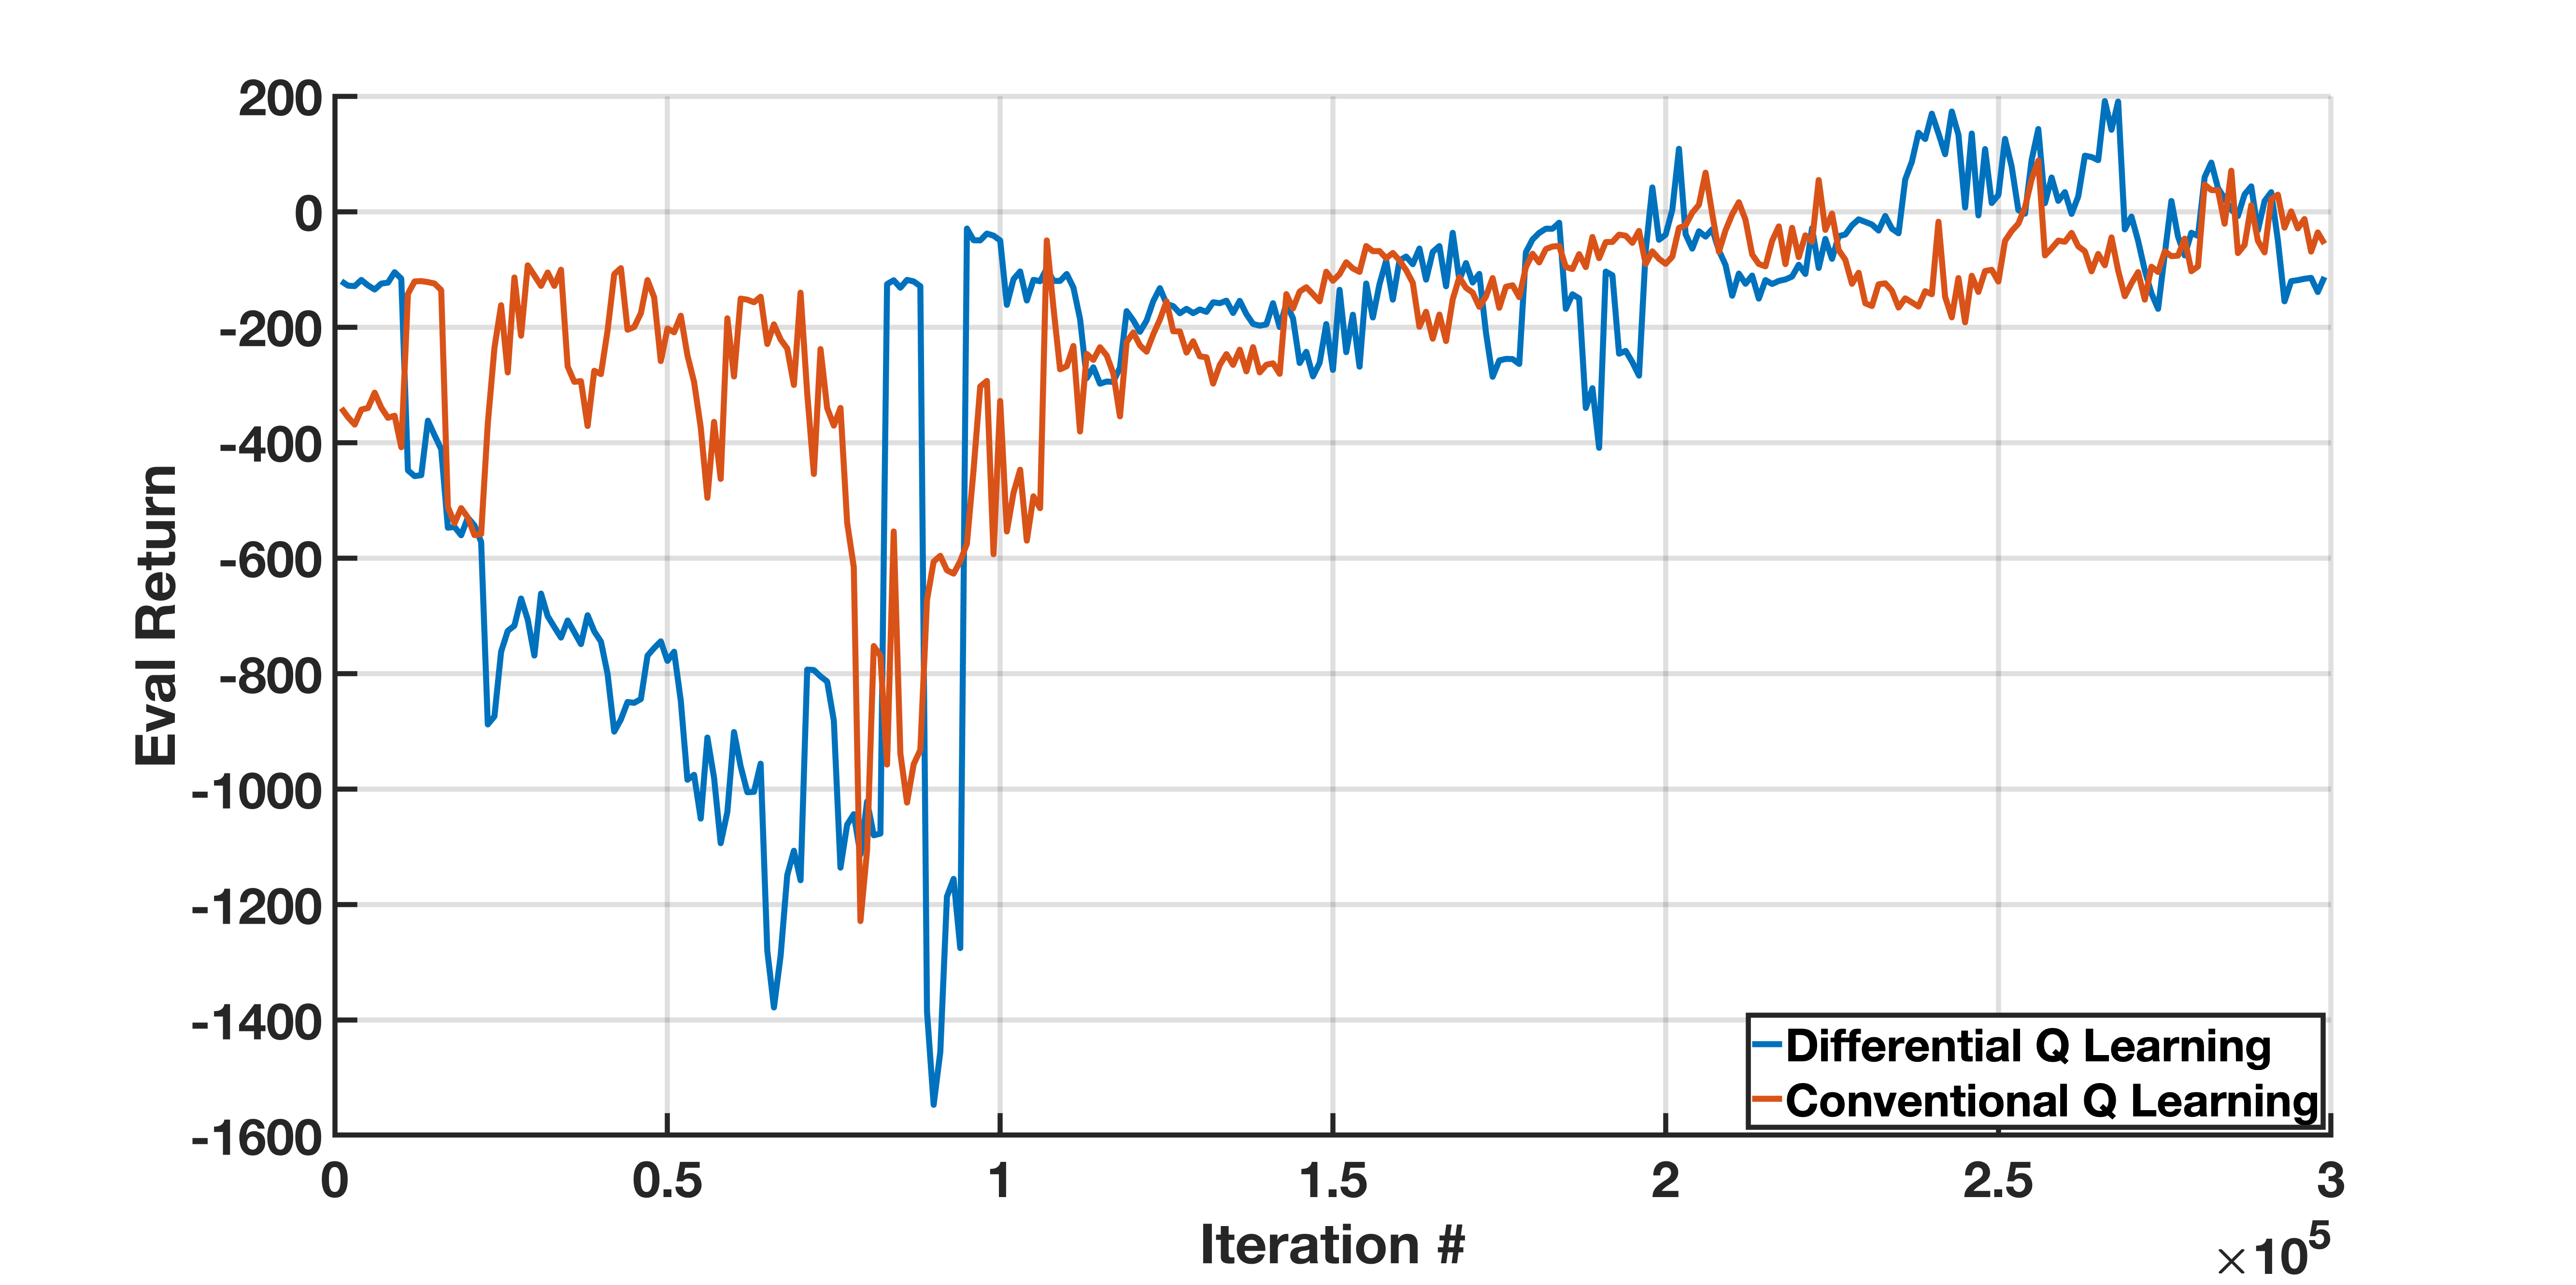 200
0
-200
-400
-600
-800
-1000
-1200
-1400
-1600
Eval Return
0 0.5 1 1.5 2 2.5 3
Iteration #
×10^5
Differential Q Learning
Conventional Q Learning